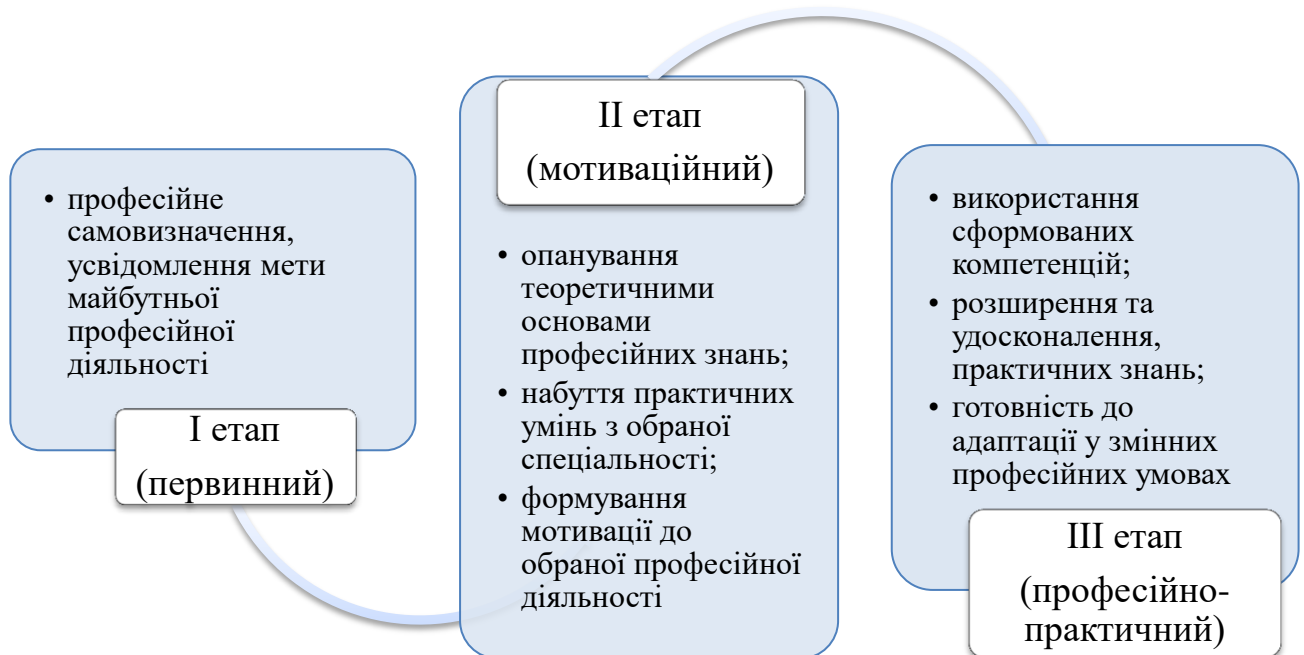 • професійне
самовизначення,
усвідомлення мети
майбутньої
професійної
діяльності
І етап
(первинний)
ІІ етап
(мотиваційний)
• опанування
теоретичними
основами
професійних знань;
• набуття практичних
умінь з обраної
спеціальності;
• формування
мотивації до
обраної професійної
діяльності
• використання
сформованих
компетенцій;
• розширення та
удосконалення,
практичних знань;
• готовність до
адаптації у змінних
професійних умовах
ІІІ етап
(професійно-
практичний)